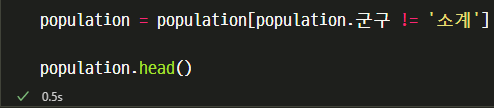 population = population[population.군구 != '소계']
population.head()
0.5s